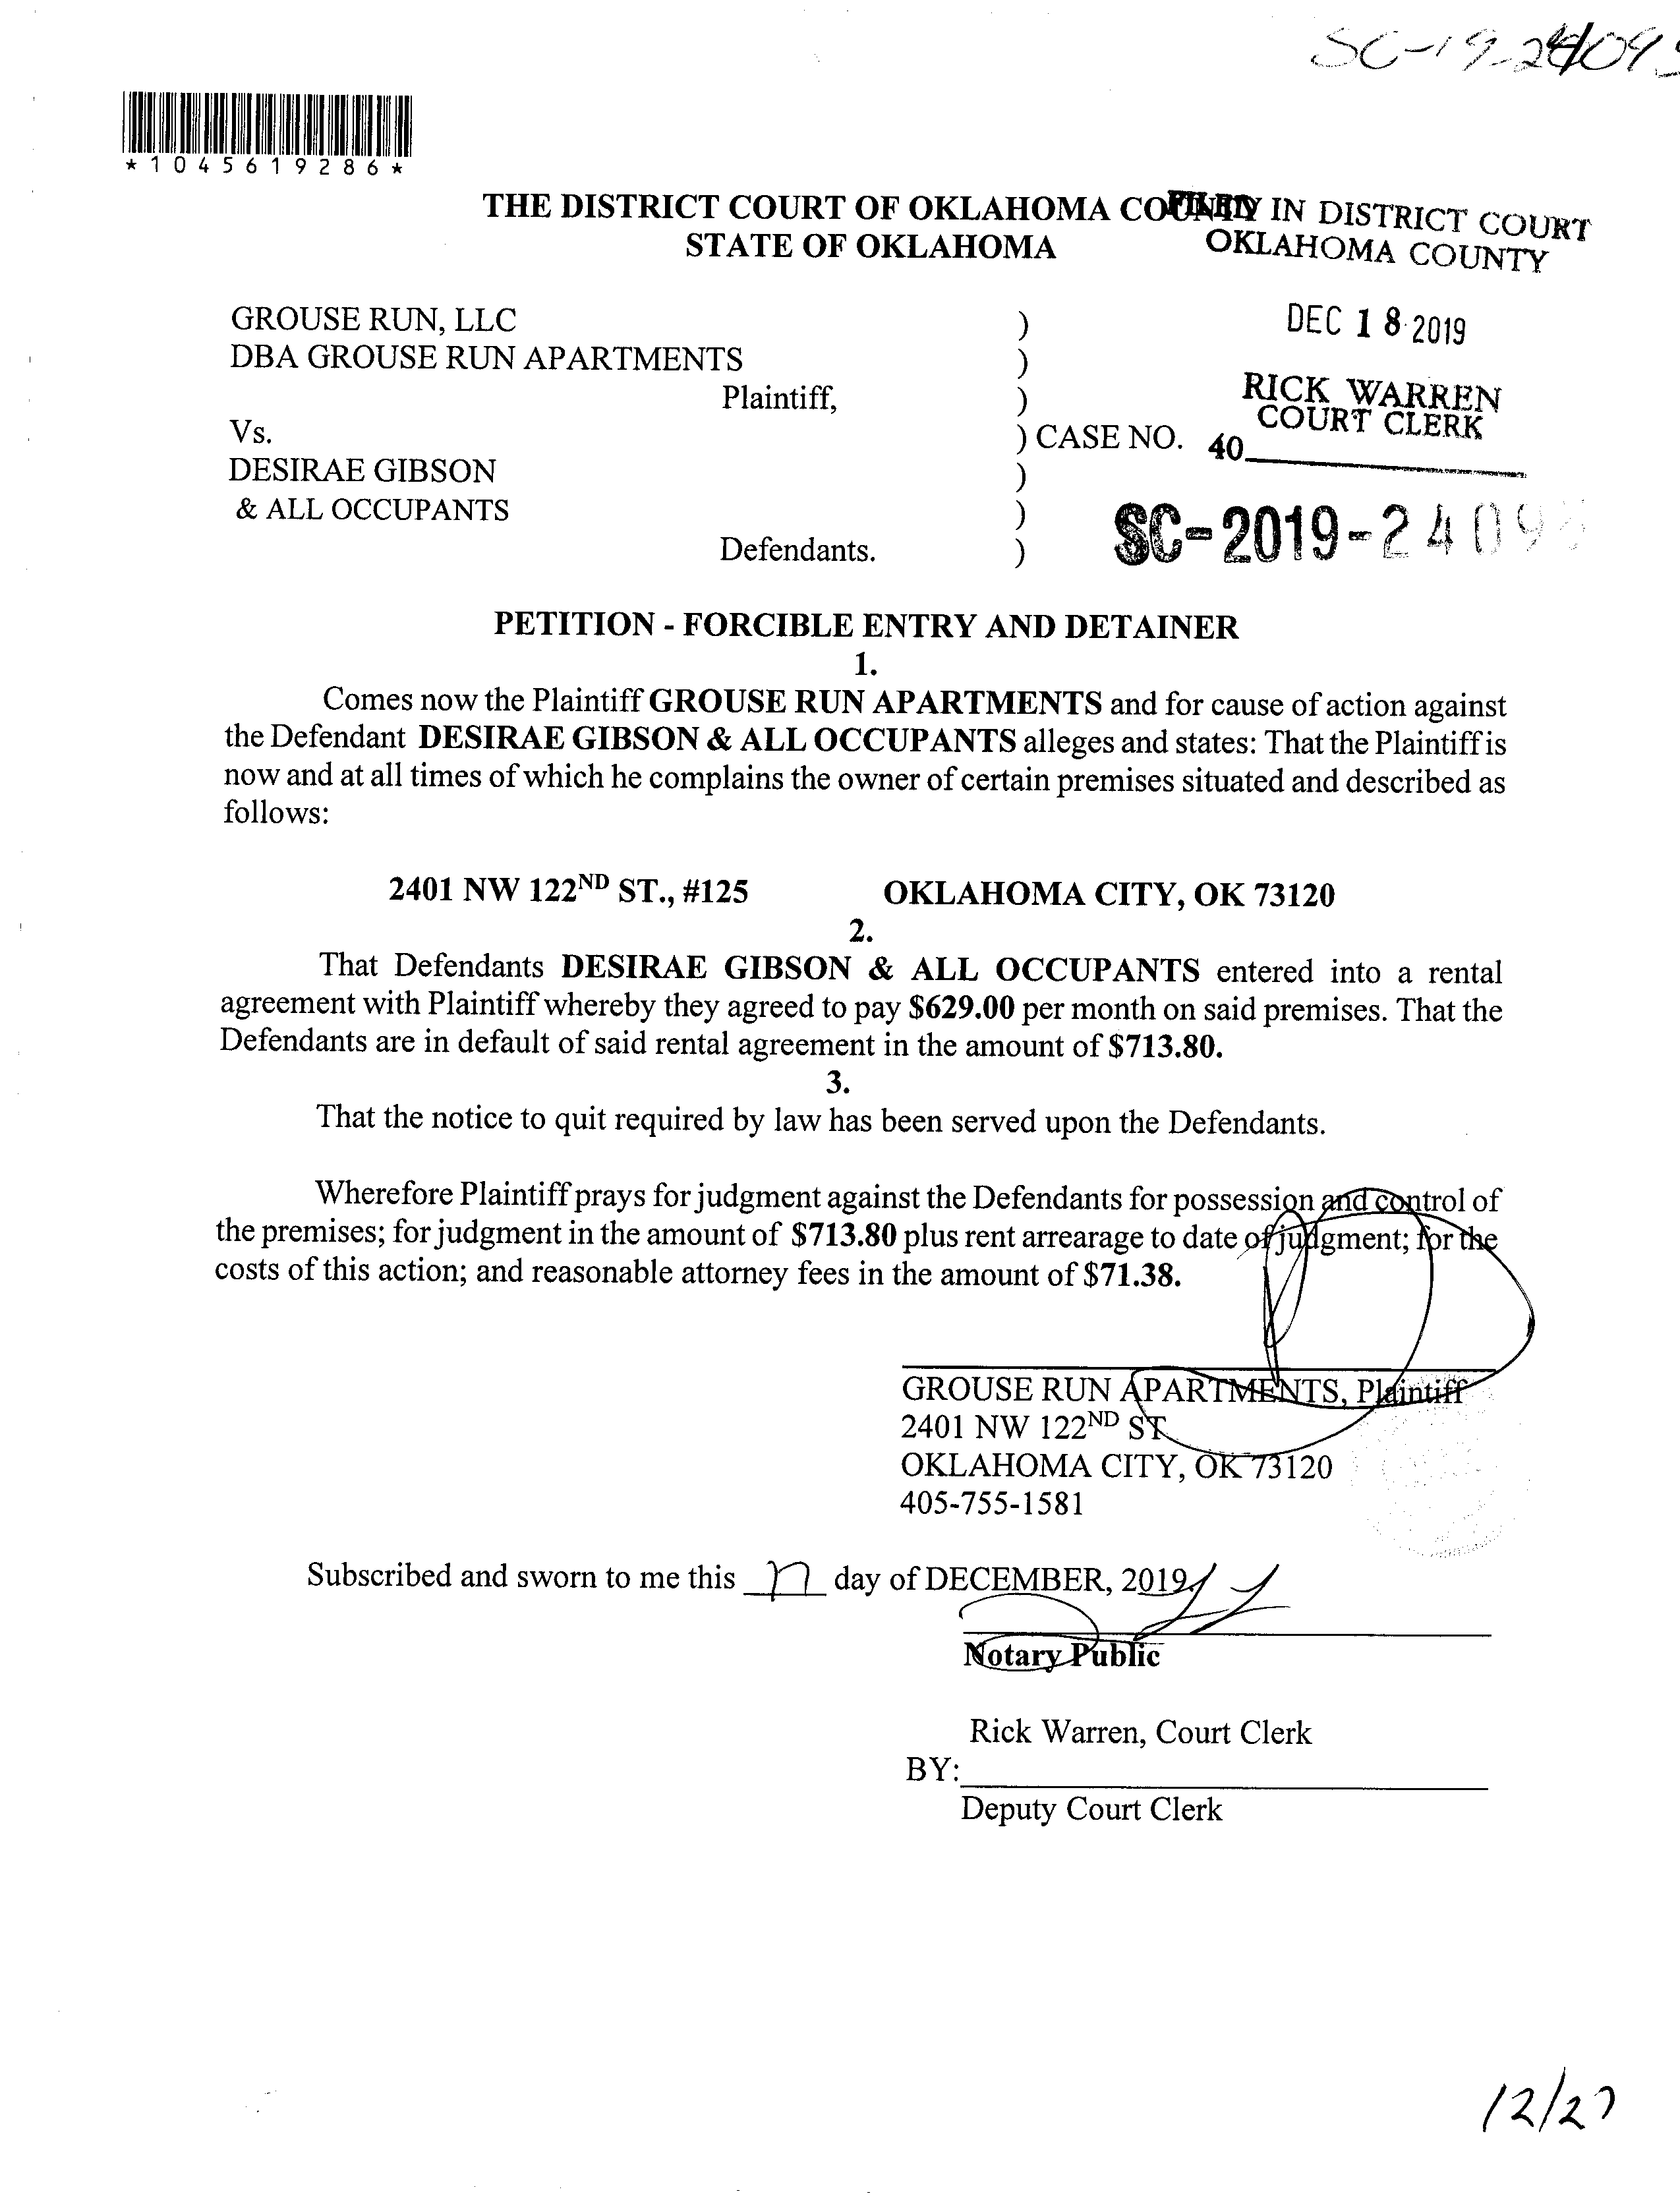 *1045619286*
THE DISTRICT COURT OF OKLAHOMA COUNTY
STATE OF OKLAHOMA
FILED IN DISTRICT COURT
OKLAHOMA COUNTY
DEC 18 2019
RICK WARREN
COURT CLERK
40
GROUSE RUN, LLC )
DBA GROUSE RUN APARTMENTS )
Plaintiff, )
Vs. ) CASE NO.
DESIRAE GIBSON )
& ALL OCCUPANTS )
Defendants. )
PETITION - FORCIBLE ENTRY AND DETAINER
1.
Comes now the Plaintiff GROUSE RUN APARTMENTS and for cause of action against
the Defendant DESIRAE GIBSON & ALL OCCUPANTS alleges and states: That the Plaintiff is
now and at all times of which he complains the owner of certain premises situated and described as
follows:
2401 NW 122ND ST., #125 OKLAHOMA CITY, OK 73120
2.
That Defendants DESIRAE GIBSON & ALL OCCUPANTS entered into a rental
agreement with Plaintiff whereby they agreed to pay $629.00 per month on said premises. That the
Defendants are in default of said rental agreement in the amount of $713.80.
3.
That the notice to quit required by law has been served upon the Defendants.
Wherefore Plaintiff prays for judgment against the Defendants for possession and control of
the premises; for judgment in the amount of $713.80 plus rent arrearage to date of judgment; for the
costs of this action; and reasonable attorney fees in the amount of $71.38.
GROUSE RUN APARTMENTS, Plaintiff
2401 NW 122ND ST
OKLAHOMA CITY, OK 73120
405-755-1581
Subscribed and sworn to me this 17 day of DECEMBER, 2019.
Notary Public
Rick Warren, Court Clerk
BY:
Deputy Court Clerk
12/27